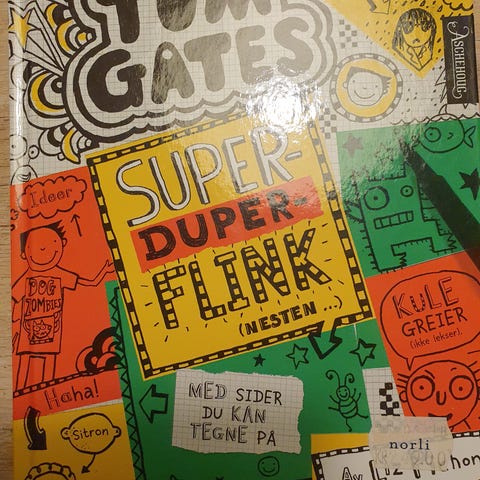 TOM
GATES
ASCHEHOUG
SUPER-
DUPER-
FLINK
(NESTEN...)
Ideer
DOG
ZOMBIES
Haha!
Sitron
KULE
GREIER
(ikke lekser).
MED SIDER
DU KAN
TEGNE PÅ
norli
Av